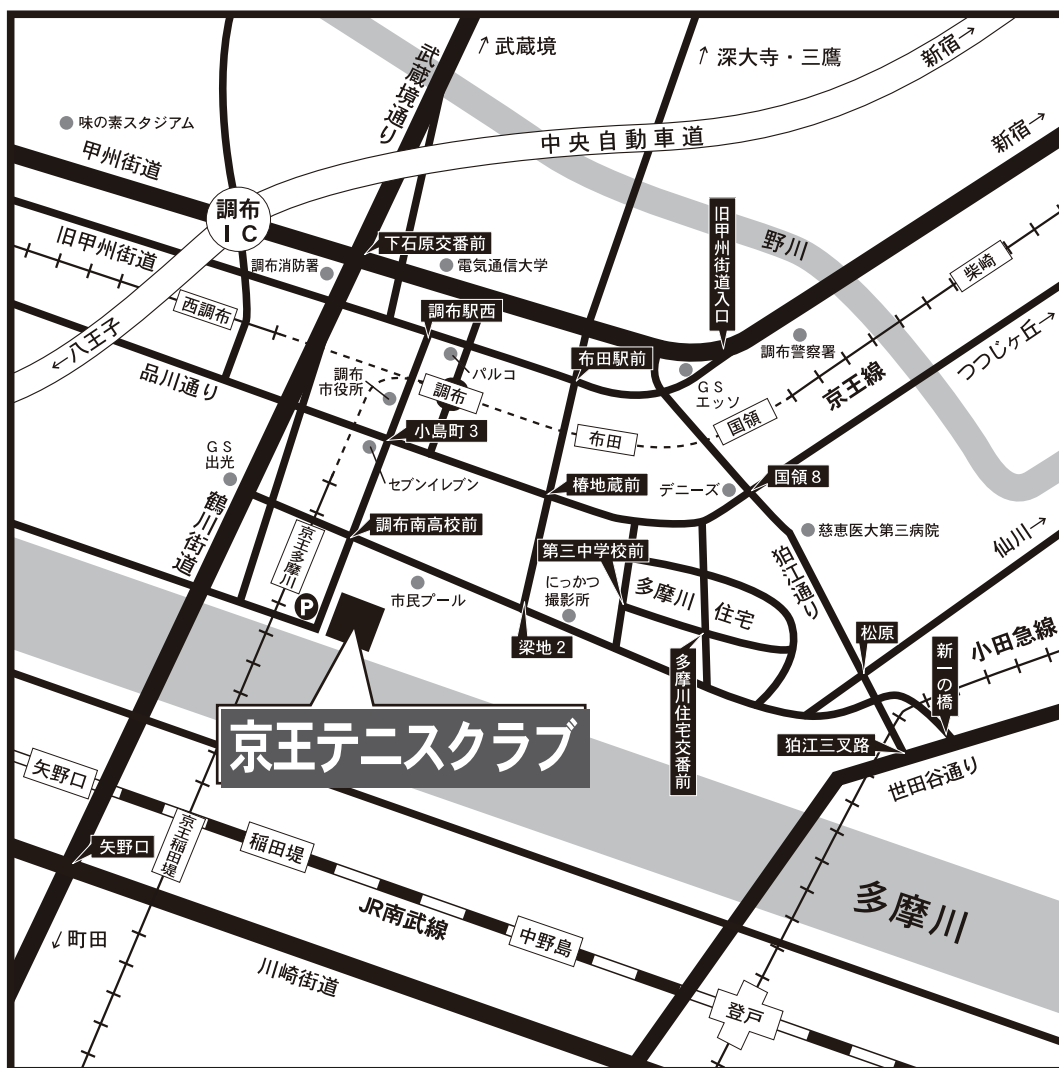 ↑武蔵境
↑深大寺・三鷹
新宿→
武蔵境通り
味の素スタジアム
中央自動車道
新宿→
甲州街道
調布
IC
旧甲州街道入口
野川
下石原交番前
旧甲州街道
調布消防署
電気通信大学
柴崎
西調布
調布駅西
←八王子
布田駅前
調布警察署
つつじヶ丘→
品川通り
調布
市役所
パルコ
調布
GS
エッソ
京王線
国領
小島町3
布田
GS
出光
セブンイレブン
椿地蔵前
デニーズ
国領8
鶴川街道
調布南高校前
慈恵医大第三病院
仙川→
京王多摩川
第三中学校前
狛江通り
市民プール
にっかつ
撮影所
多摩川住宅
P
梁地2
松原
小田急線
新一の橋
多摩川住宅交番前
京王テニスクラブ
狛江三叉路
世田谷通り
矢野口
京王稲田堤
稲田堤
矢野口
多摩川
JR南武線
中野島
↓町田
川崎街道
登戸